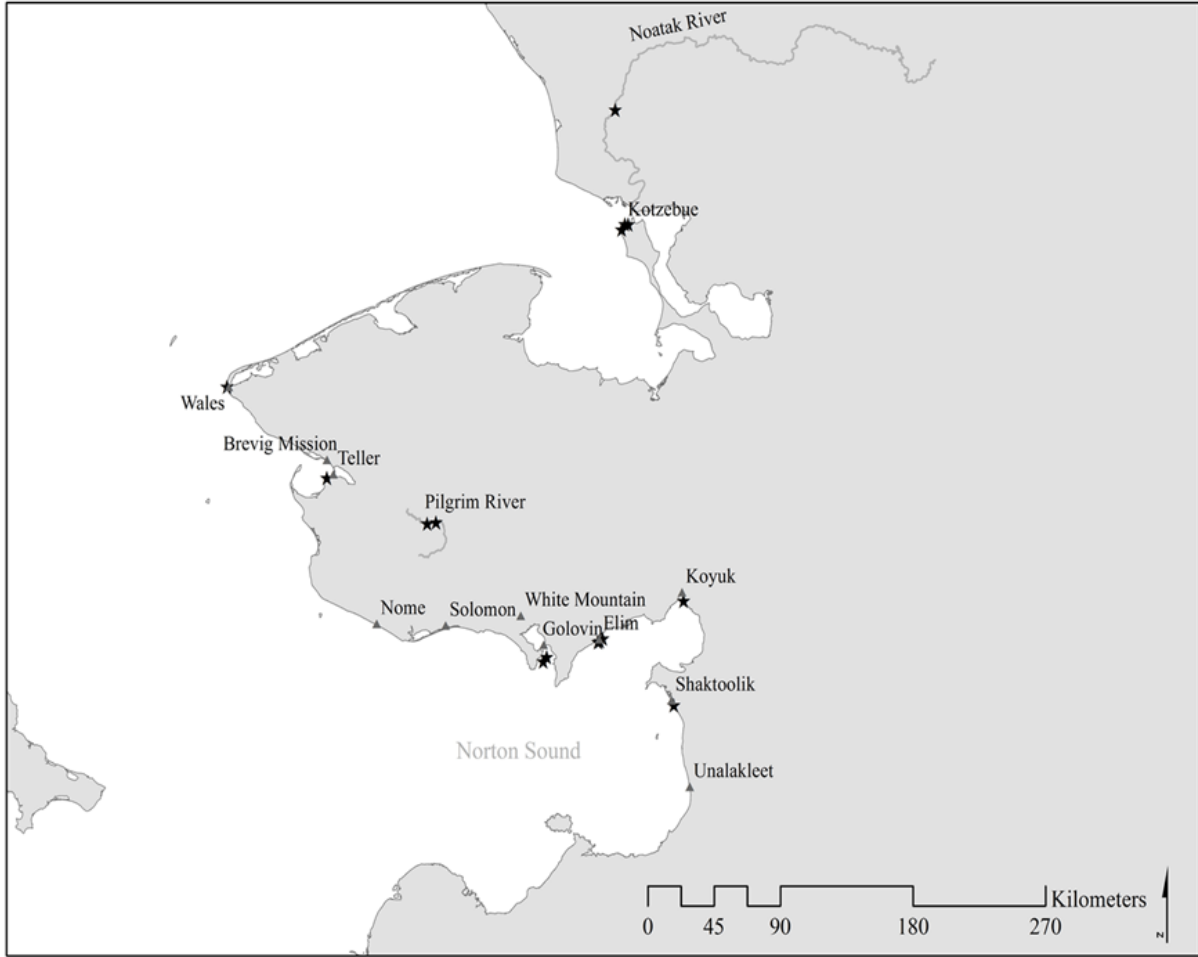 Noatak River
Kotzebue
Wales
Brevig Mission
Teller
Pilgrim River
Koyuk
White Mountain
Nome
Solomon
Golovin
Elim
Shaktoolik
Norton Sound
Unalakleet
Kilometers
0 45 90 180 270
N